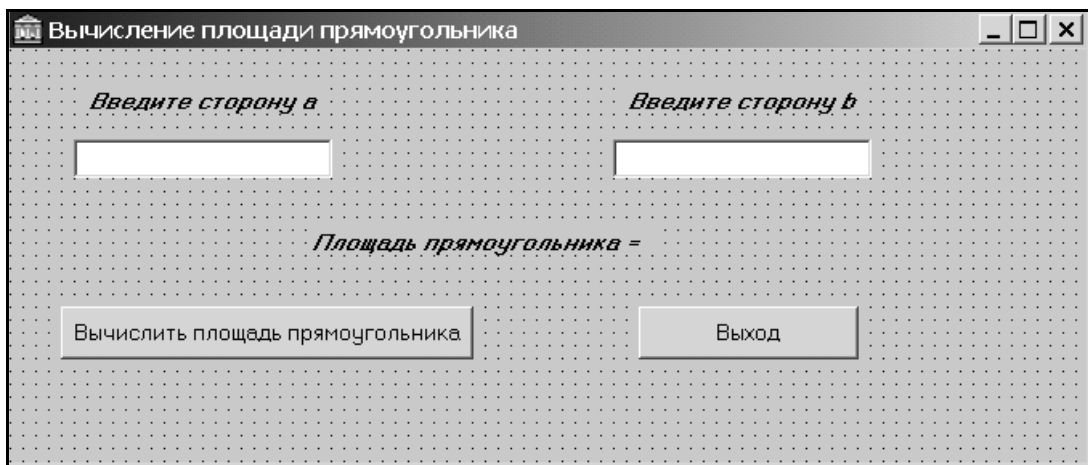 Вычисление площади прямоугольника
Введите сторону a Введите сторону b
Площадь прямоугольника =
Вычислить площадь прямоугольника Выход